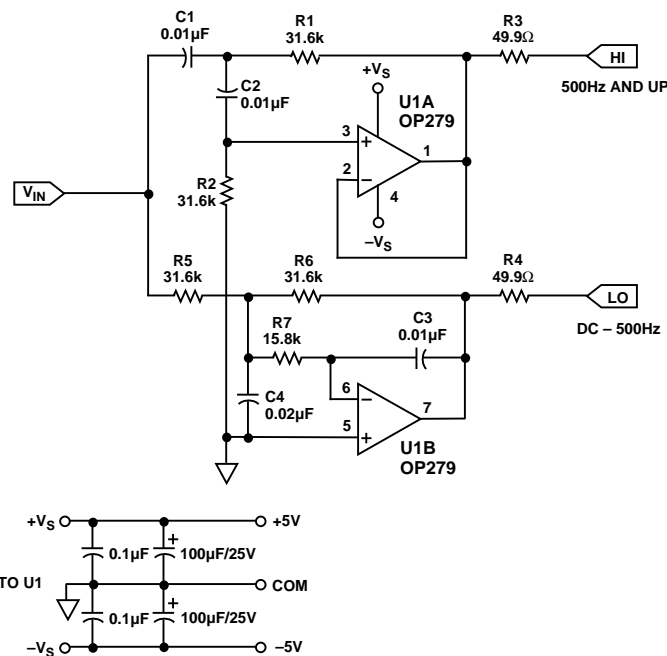 C1
0.01µF
R1
31.6k
R3
49.9Ω
HI
500Hz AND UP
C2
0.01µF
+VS
U1A
OP279
3
+
1
2
–
4
–VS
R2
31.6k
VIN
R5
31.6k
R6
31.6k
R4
49.9Ω
LO
DC – 500Hz
R7
15.8k
C3
0.01µF
C4
0.02µF
6
–
7
5
+
U1B
OP279
+VS
+5V
0.1µF
+
100µF/25V
TO U1
COM
0.1µF
+
100µF/25V
–VS
–5V